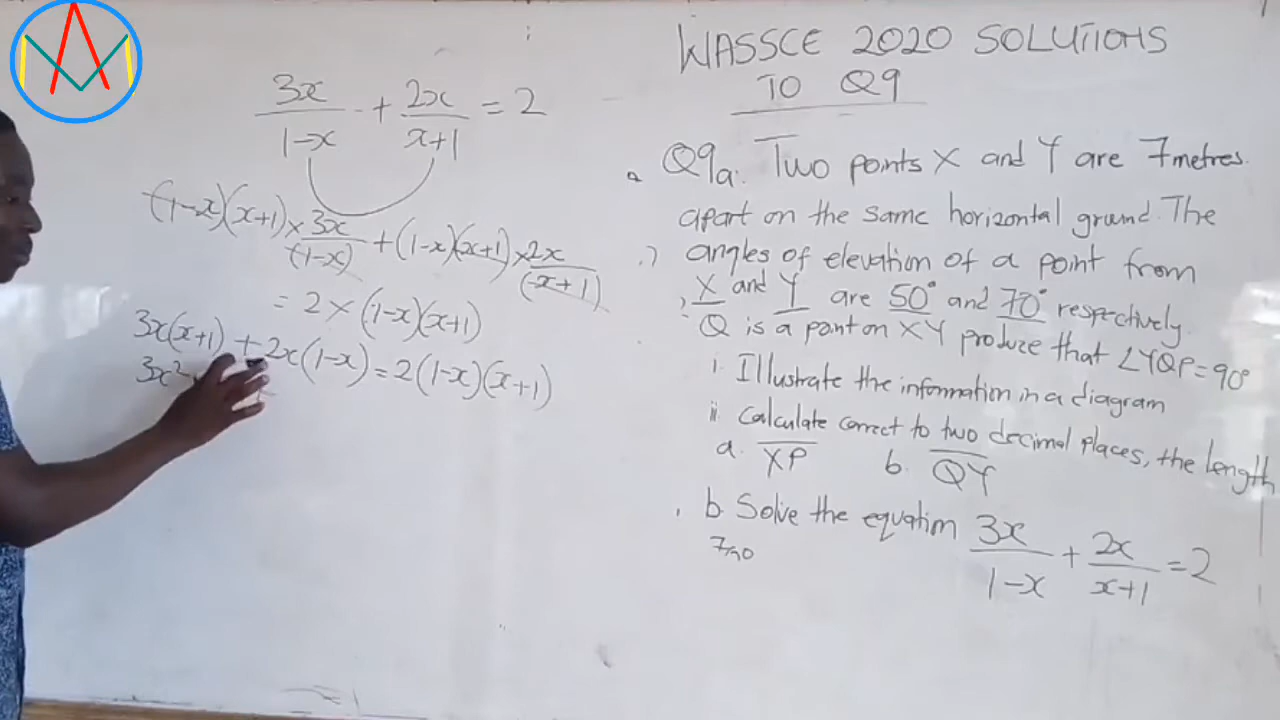 3x/1-x + 2x/x+1 = 2
(1-x)(x+1) × 3x/(1-x) + (1-x)(x+1) × 2x/(x+1)
= 2 × (1-x)(x+1)
3x(x+1) + 2x(1-x) = 2(1-x)(x+1)
3x²
WASSCE 2020 SOLUTIONS
TO Q9
Q9a. Two points X and Y are 7metres
apart on the same horizontal ground. The
angles of elevation of a point from
X and Y are 50° and 70° respectively.
Q is a point on XY produce that ∠YQP=90°
i. Illustrate the information in a diagram
ii. Calculate correct to two decimal places, the length
a. XP b. QY
b. Solve the equation 3x/1-x + 2x/x+1 = 2